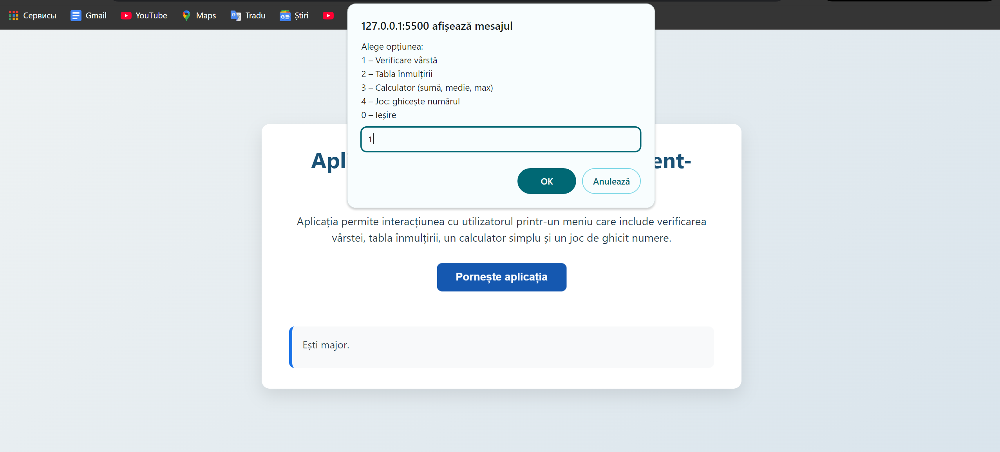 Сервисы
Gmail
YouTube
Maps
Tradu
Știri
127.0.0.1:5500 afișează mesajul
Alege opțiunea:
1 – Verificare vârstă
2 – Tabla înmulțirii
3 – Calculator (sumă, medie, max)
4 – Joc: ghicește numărul
0 – Ieșire
1
OK
Anulează
Aplicația permite interacțiunea cu utilizatorul printr-un meniu care include verificarea
vârstei, tabla înmulțirii, un calculator simplu și un joc de ghicit numere.
Pornește aplicația
Ești major.